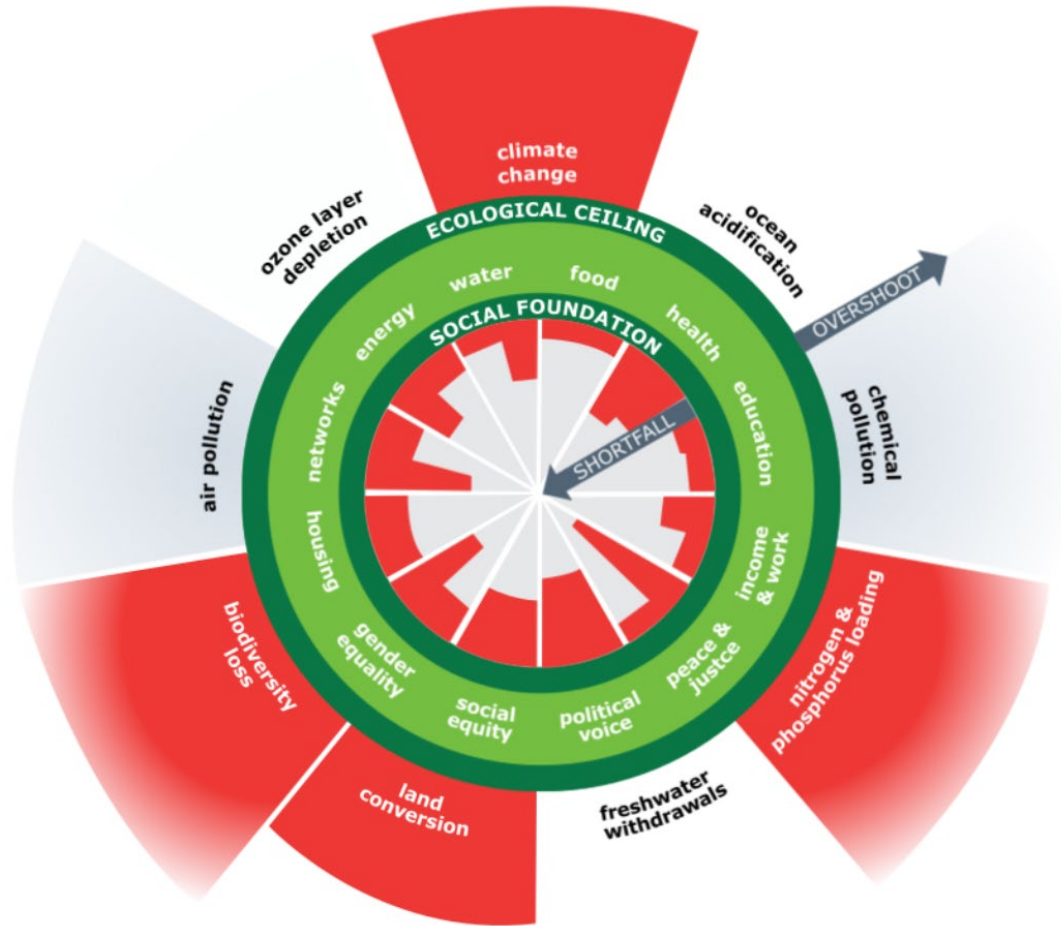 climate
change
ECOLOGICAL CEILING
ozone layer
depletion
ocean
acidification
OVERSHOOT
water
food
energy
health
SOCIAL FOUNDATION
networks
education
SHORTFALL
air pollution
chemical
pollution
housing
income
& work
gender
equality
peace &
justce
social
equity
political
voice
biodiversity
loss
nitrogen &
phosphorus loading
land
conversion
freshwater
withdrawals